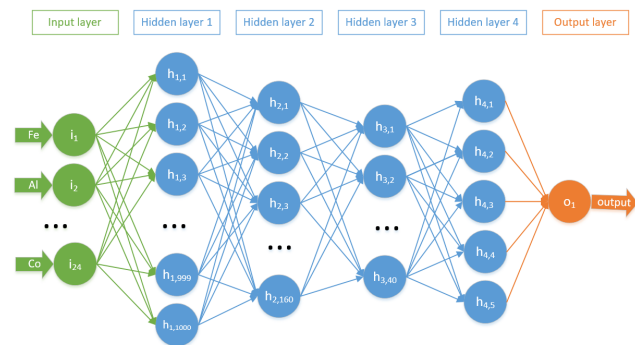 Input layer
Hidden layer 1
Hidden layer 2
Hidden layer 3
Hidden layer 4
Output layer
Fe
Al
...
Co
i1
i2
i24
h1,1
h1,2
h1,3
...
h1,999
h1,1000
h2,1
h2,2
h2,3
...
h2,160
h3,1
h3,2
...
h3,40
h4,1
h4,2
h4,3
h4,4
h4,5
o1
output